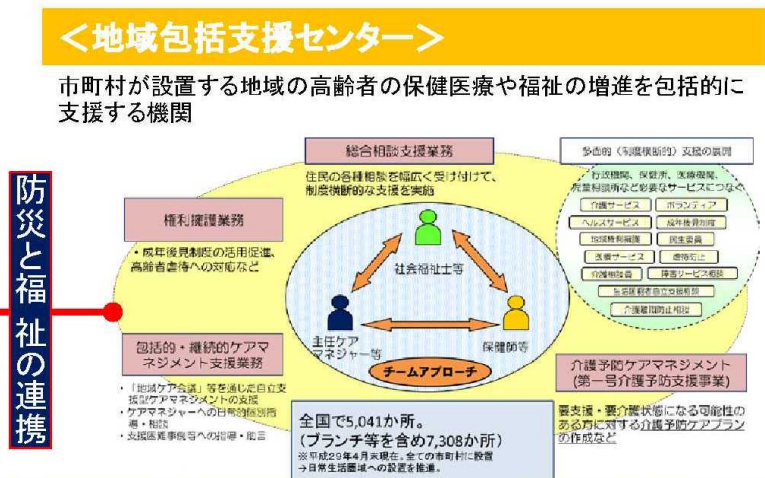 <地域包括支援センター>
市町村が設置する地域の高齢者の保健医療や福祉の増進を包括的に
支援する機関
防災と福祉の連携
総合相談支援業務
住民の各種相談を幅広く受け付けて、
制度横断的な支援を実施
多面的（制度横断的）支援の展開
行政機関、保健所、医療機関、
児童相談所など必要なサービスにつなぐ
介護サービス
ボランティア
ヘルスサービス
成年後見制度
地域権利擁護
民生委員
医療サービス
虐待防止
介護相談員
障害サービス相談
生活困窮者自立支援相談
介護離職防止相談
権利擁護業務
・成年後見制度の活用促進、
高齢者虐待への対応など
社会福祉士等
主任ケア
マネジャー等
保健師等
チームアプローチ
包括的・継続的ケアマ
ネジメント支援業務
・「地域ケア会議」等を通じた自立支
援型ケアマネジメントの支援
・ケアマネジャーへの日常的個別指
導・相談
・支援困難事例等への指導・助言
全国で5,041か所。
(ブランチ等を含め7,308か所)
※平成29年4月末現在。全ての市町村に設置
→日常生活圏域への設置を推進。
介護予防ケアマネジメント
(第一号介護予防支援事業)
要支援・要介護状態になる可能性の
ある方に対する介護予防ケアプラン
の作成など